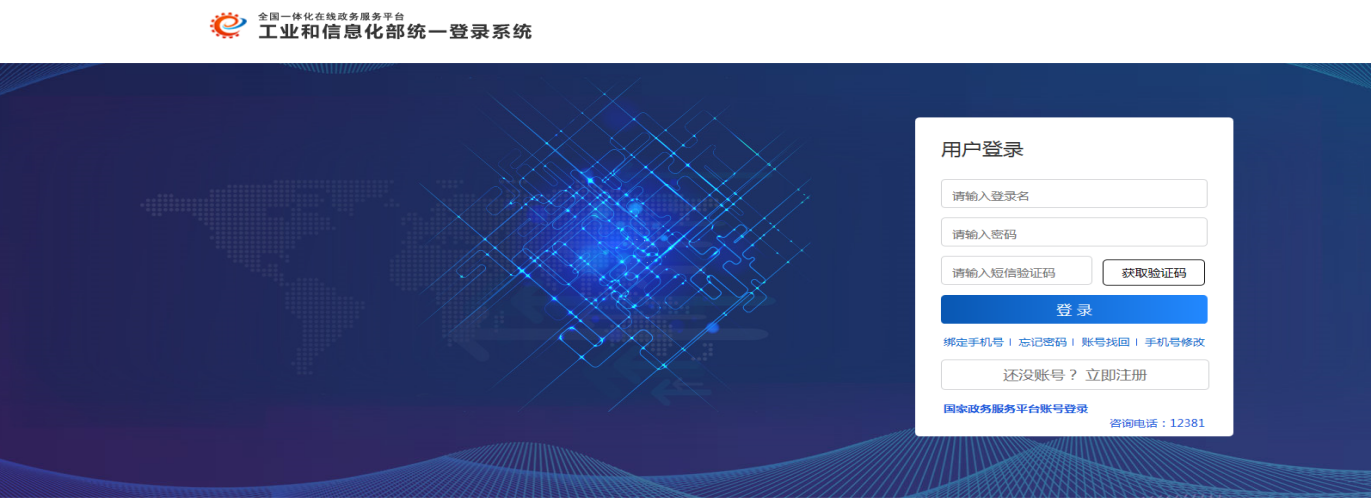 全国一体化在线政务服务平台
工业和信息化部统一登录系统
用户登录
请输入登录名
请输入密码
请输入短信验证码 获取验证码
登 录
绑定手机号 | 忘记密码 | 账号找回 | 手机号修改
还没账号？ 立即注册
国家政务服务平台账号登录
咨询电话：12381